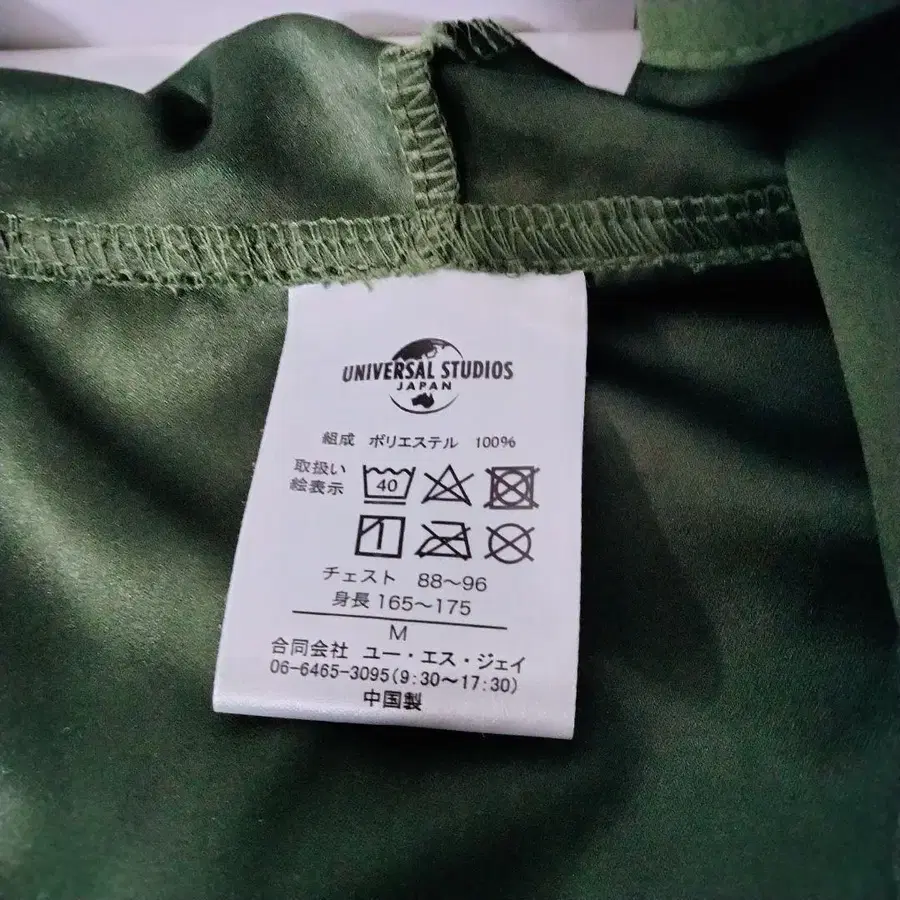 UNIVERSAL STUDIOS
JAPAN
組成 ポリエステル 100%
取扱い
絵表示
40
チェスト 88～96
身長 165～175
M
合同会社 ユー・エス・ジェイ
06-6465-3095(9:30～17:30)
中国製